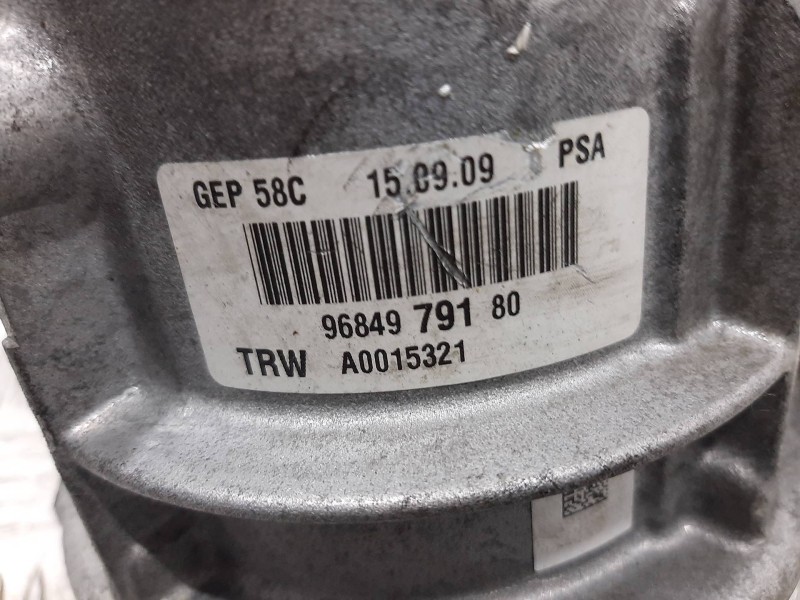 GEP 58C 15.09.09 PSA
96849 791 80
TRW A0015321